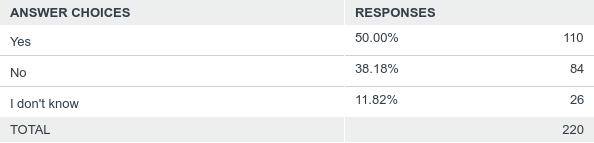 ANSWER CHOICES RESPONSES
Yes 50.00% 110
No 38.18% 84
I don't know 11.82% 26
TOTAL 220